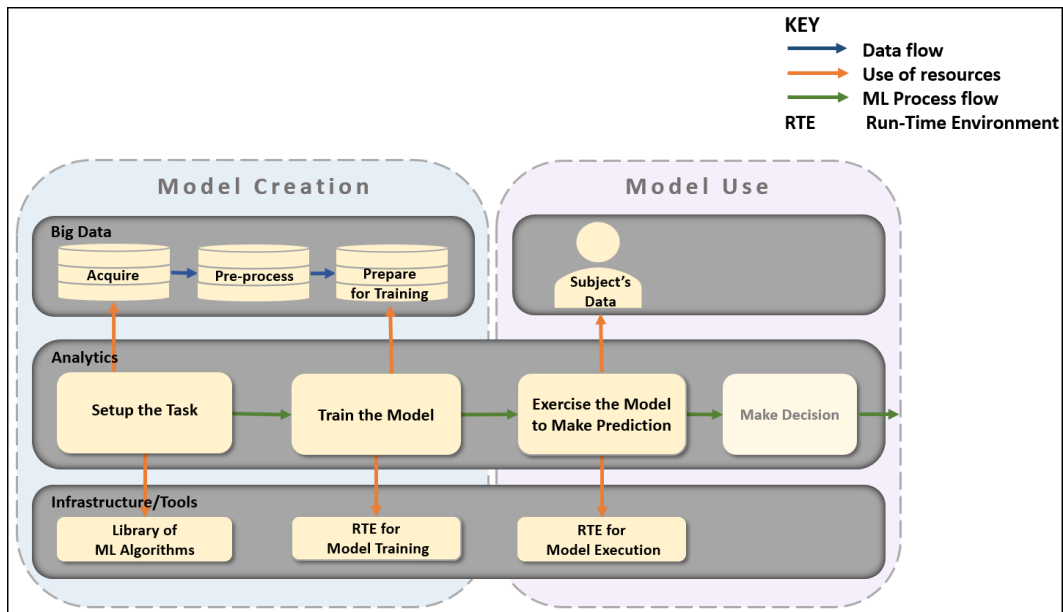 KEY
Data flow
Use of resources
ML Process flow
RTE Run-Time Environment
Model Creation
Model Use
Big Data
Acquire
Pre-process
Prepare
for Training
Subject's
Data
Analytics
Setup the Task
Train the Model
Exercise the Model
to Make Prediction
Make Decision
Infrastructure/Tools
Library of
ML Algorithms
RTE for
Model Training
RTE for
Model Execution